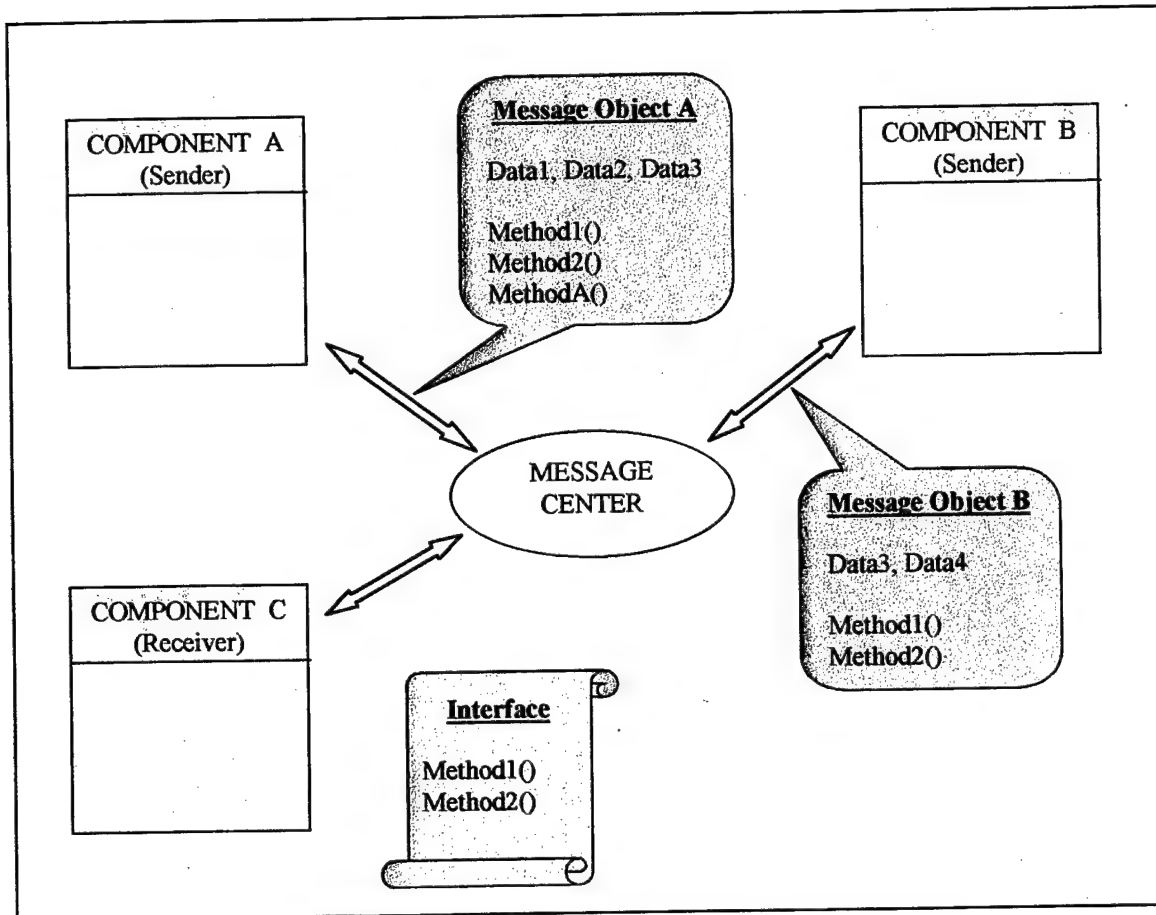 COMPONENT A
(Sender)
Message Object A
Data1, Data2, Data3
Method1()
Method2()
MethodA()
COMPONENT B
(Sender)
MESSAGE
CENTER
Message Object B
Data3, Data4
Method1()
Method2()
COMPONENT C
(Receiver)
Interface
Method1()
Method2()